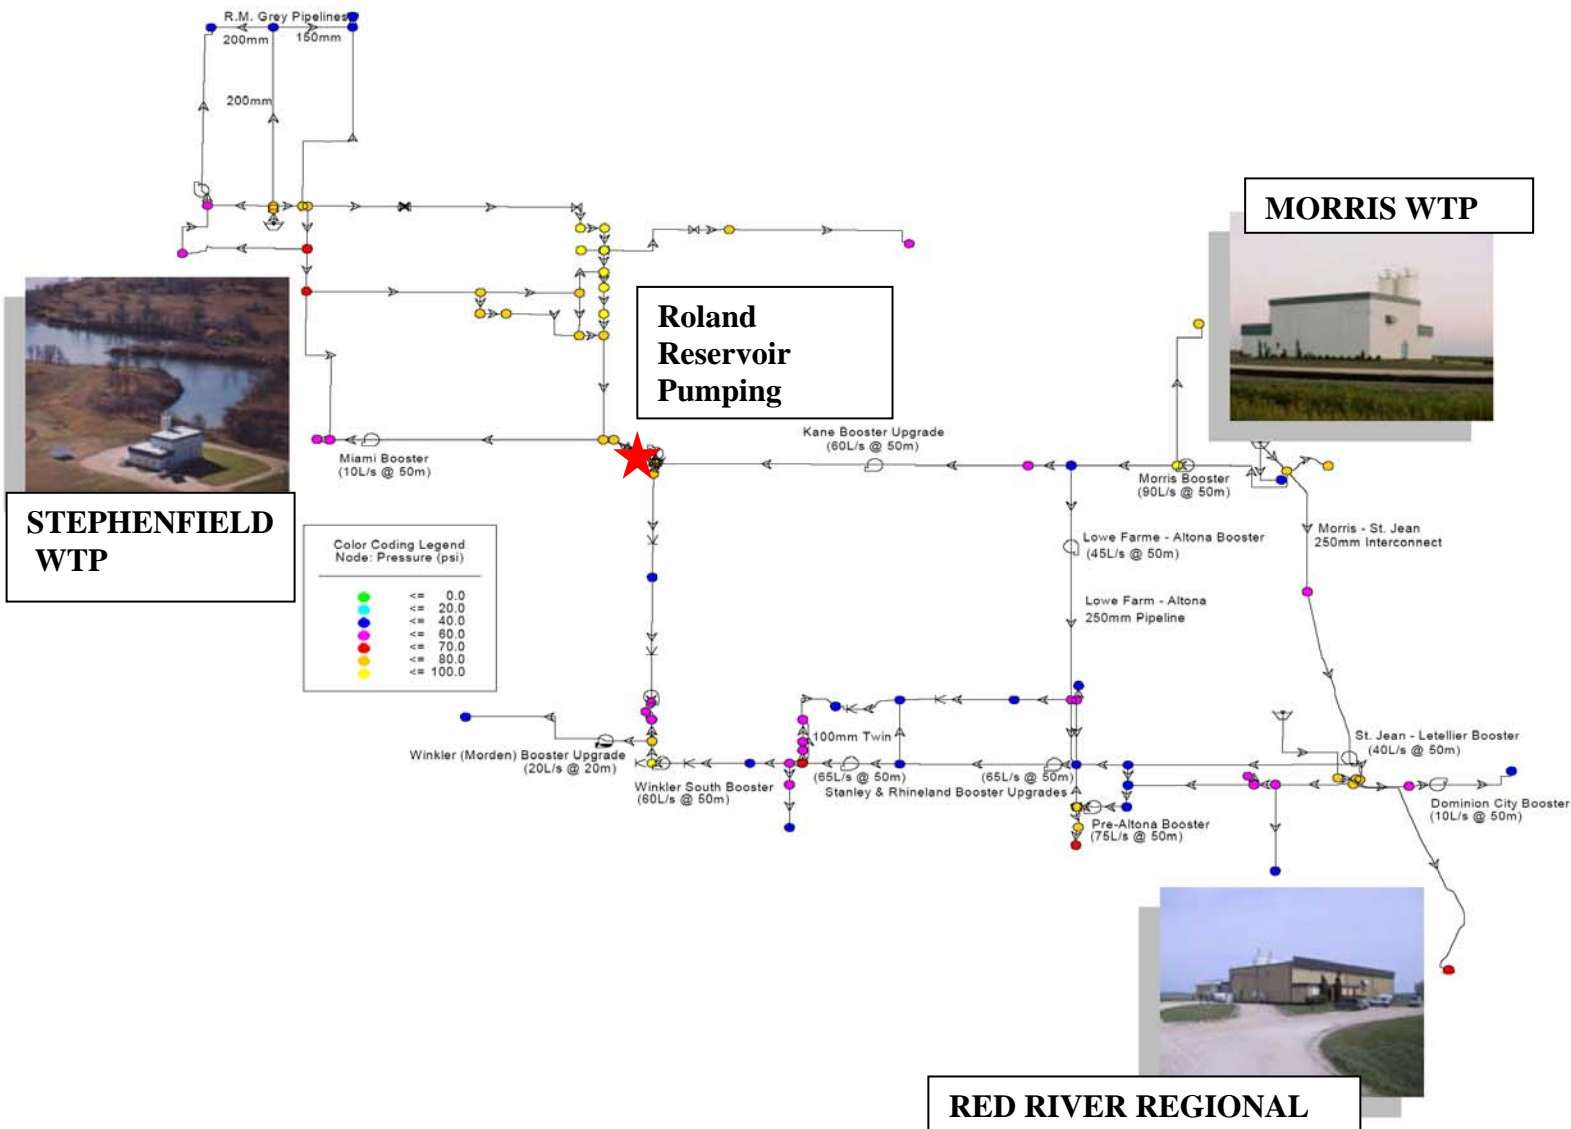 R.M. Grey Pipelines
200mm
150mm
200mm
MORRIS WTP
Roland
Reservoir
Pumping
Kane Booster Upgrade
(60L/s @ 50m)
Miami Booster
(10L/s @ 50m)
Morris Booster
(90L/s @ 50m)
STEPHENFIELD
WTP
Color Coding Legend
Node: Pressure (psi)
<= 0.0
<= 20.0
<= 40.0
<= 60.0
<= 70.0
<= 80.0
<= 100.0
Lowe Farme - Altona Booster
(45L/s @ 50m)
Morris - St. Jean
250mm Interconnect
Lowe Farm - Altona
250mm Pipeline
100mm Twin
Winkler (Morden) Booster Upgrade
(20L/s @ 20m)
St. Jean - Letellier Booster
(40L/s @ 50m)
Winkler South Booster
(60L/s @ 50m)
(65L/s @ 50m)
(65L/s @ 50m)
Stanley & Rhineland Booster Upgrades
Pre-Altona Booster
(75L/s @ 50m)
Dominion City Booster
(10L/s @ 50m)
RED RIVER REGIONAL